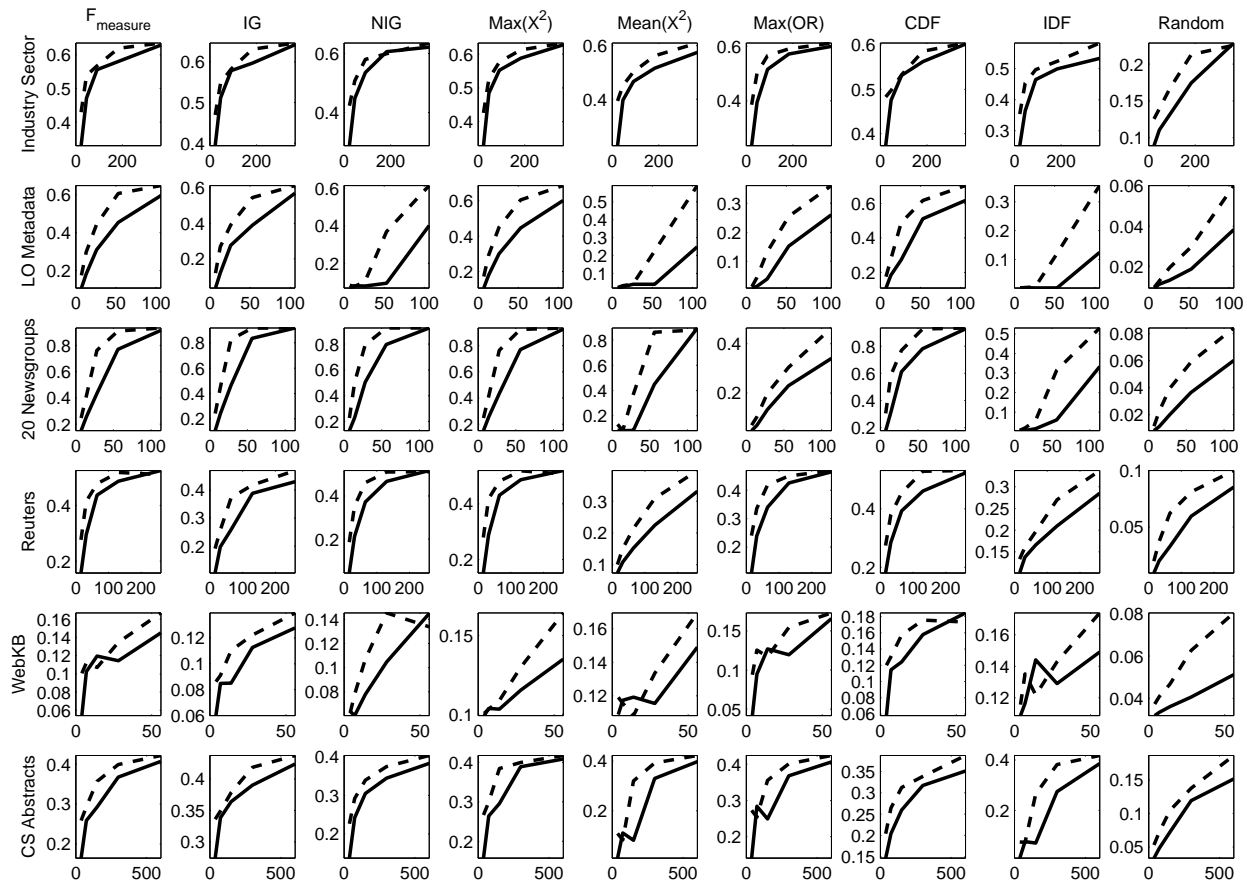 F_measure
IG
NIG
Max(X²)
Mean(X²)
Max(OR)
CDF
IDF
Random
Industry Sector
0.6 0.5 0.4
0 200
0.6 0.5 0.4
0 200
0.6 0.4
0 200
0.6 0.5 0.4
0 200
0.6 0.4
0 200
0.6 0.4
0 200
0.6 0.5 0.4
0 200
0.5 0.4 0.3
0 200
0.2 0.15 0.1
0 200
LO Metadata
0.6 0.4 0.2
0 50 100
0.6 0.4 0.2
0 50 100
0.6 0.4 0.2
0 50 100
0.6 0.4 0.2
0 50 100
0.5 0.4 0.3 0.2 0.1
0 50 100
0.3 0.2 0.1
0 50 100
0.6 0.4 0.2
0 50 100
0.3 0.2 0.1
0 50 100
0.06 0.04 0.02
0 50 100
20 Newsgroups
0.8 0.6 0.4 0.2
0 50 100
0.8 0.6 0.4 0.2
0 50 100
0.8 0.6 0.4 0.2
0 50 100
0.8 0.6 0.4 0.2
0 50 100
0.8 0.6 0.4 0.2
0 50 100
0.4 0.2
0 50 100
0.8 0.6 0.4 0.2
0 50 100
0.5 0.4 0.3 0.2 0.1
0 50 100
0.08 0.06 0.04 0.02
0 50 100
Reuters
0.4 0.2
0 100 200
0.4 0.2
0 100 200
0.4 0.2
0 100 200
0.4 0.2
0 100 200
0.4 0.3 0.2 0.1
0 100 200
0.4 0.2
0 100 200
0.4 0.2
0 100 200
0.3 0.2 0.15 0.1
0 100 200
0.1 0.05
0 100 200
WebKB
0.16 0.14 0.12 0.1 0.08 0.06
0 50
0.12 0.1 0.08 0.06
0 50
0.14 0.12 0.1 0.08 0.06
0 50
0.15 0.1
0 50
0.16 0.14 0.12
0 50
0.15 0.1 0.05
0 50
0.18 0.16 0.14 0.12 0.1 0.08 0.06
0 50
0.16 0.14 0.12
0 50
0.08 0.06 0.04
0 50
CS Abstracts
0.4 0.3 0.2
0 500
0.4 0.35 0.3
0 500
0.4 0.3 0.2
0 500
0.4 0.3 0.2
0 500
0.4 0.2
0 500
0.4 0.3 0.2
0 500
0.35 0.3 0.25 0.2 0.15
0 500
0.4 0.2
0 500
0.15 0.1 0.05
0 500